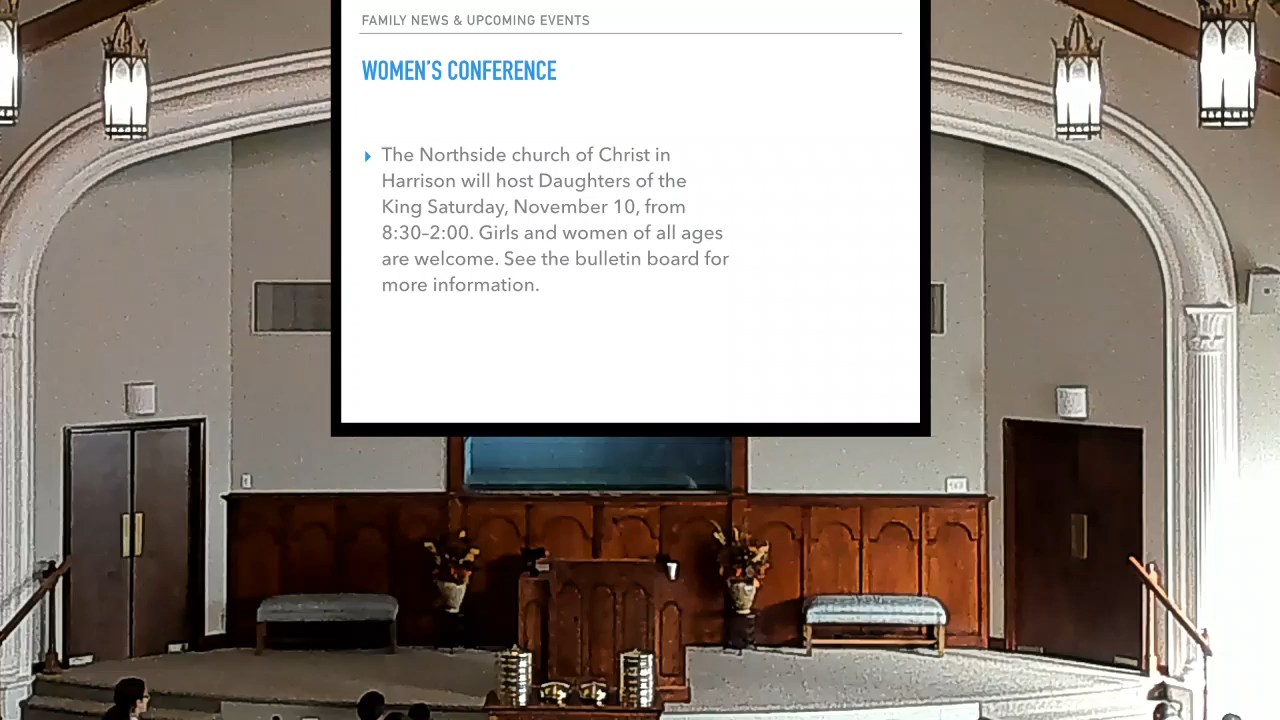 FAMILY NEWS & UPCOMING EVENTS
WOMEN'S CONFERENCE
The Northside church of Christ in
Harrison will host Daughters of the
King Saturday, November 10, from
8:30–2:00. Girls and women of all ages
are welcome. See the bulletin board for
more information.